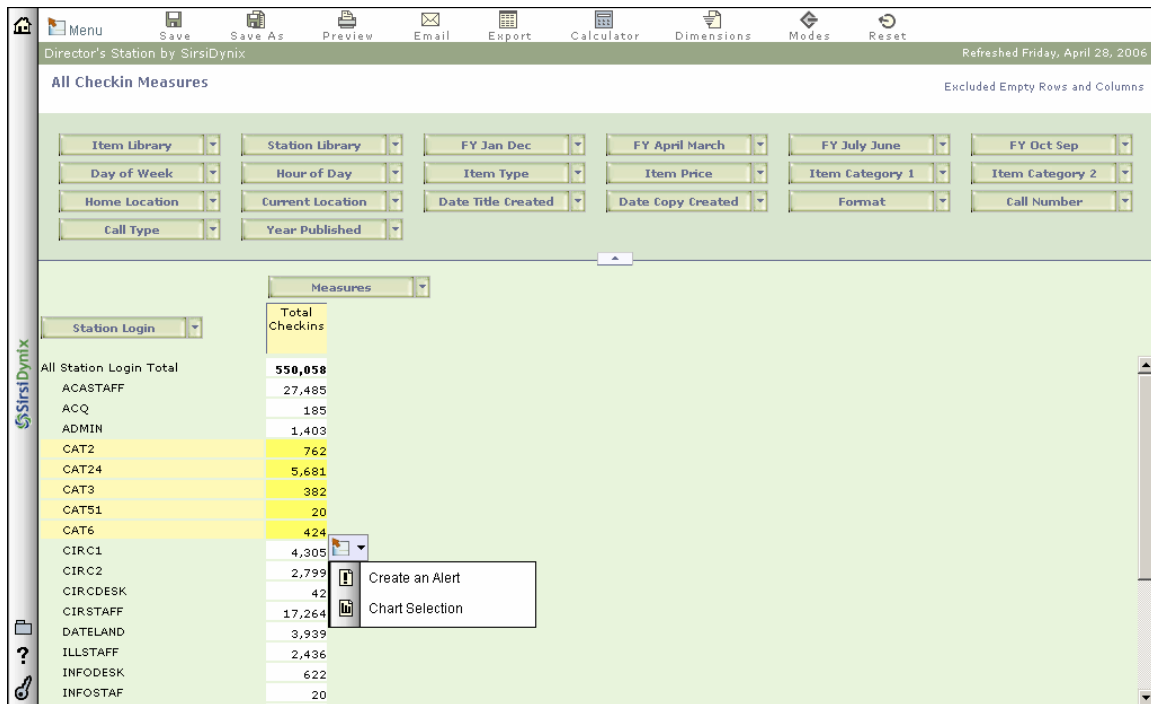 Menu
Save
Save As
Preview
Email
Export
Calculator
Dimensions
Modes
Reset
Director's Station by SirsiDynix
Refreshed Friday, April 28, 2006
All Checkin Measures
Excluded Empty Rows and Columns
Item Library
Station Library
FY Jan Dec
FY April March
FY July June
FY Oct Sep
Day of Week
Hour of Day
Item Type
Item Price
Item Category 1
Item Category 2
Home Location
Current Location
Date Title Created
Date Copy Created
Format
Call Number
Call Type
Year Published
Measures
Station Login
Total
Checkins
All Station Login Total 550,058
ACASTAFF 27,485
ACQ 185
ADMIN 1,403
CAT2 762
CAT24 5,681
CAT3 382
CAT51 20
CAT6 424
CIRC1 4,305
CIRC2 2,799
CIRCDESK 42
CIRSTAFF 17,264
DATELAND 3,939
ILLSTAFF 2,436
INFODESK 622
INFOSTAF 20
Create an Alert
Chart Selection
SirsiDynix
?